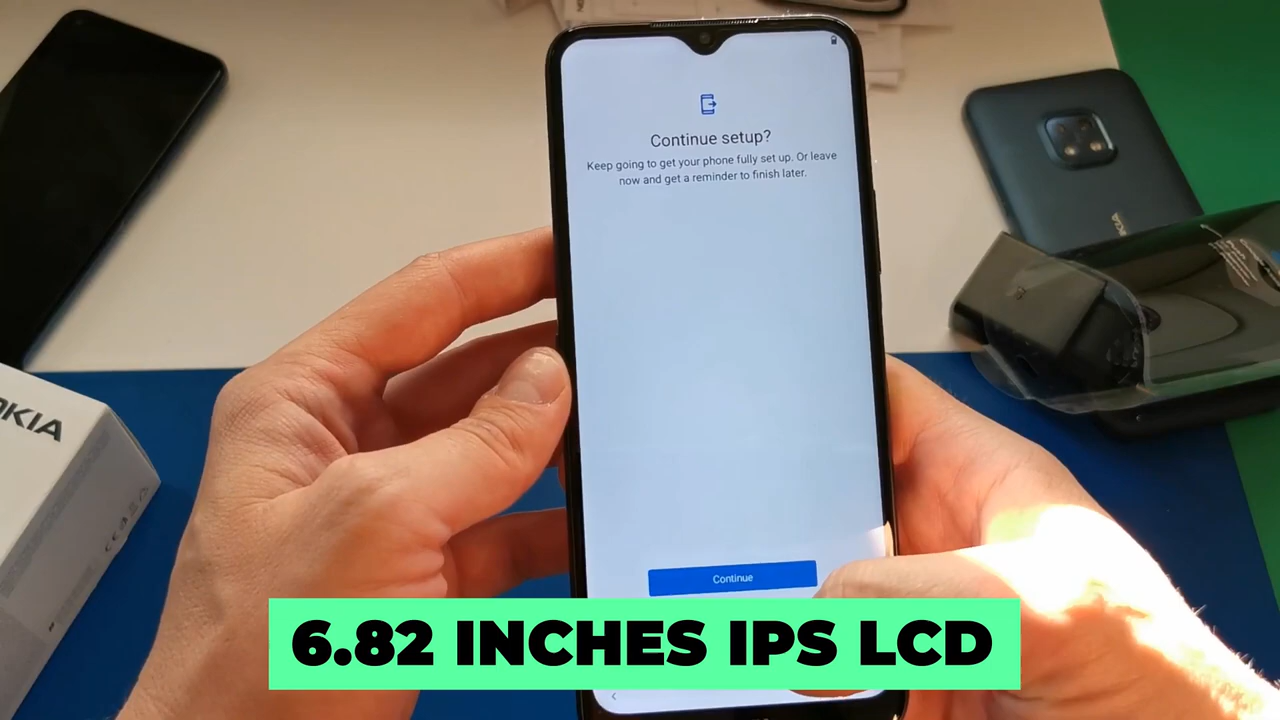 Continue setup?
Keep going to get your phone fully set up. Or leave
now and get a reminder to finish later.
NOKIA
OKIA
Continue
6.82 INCHES IPS LCD